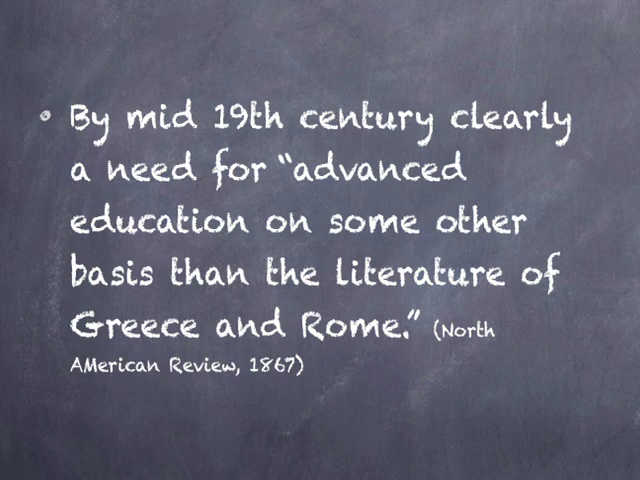 By mid 19th century clearly
a need for “advanced
education on some other
basis than the literature of
Greece and Rome.” (North
American Review, 1867)